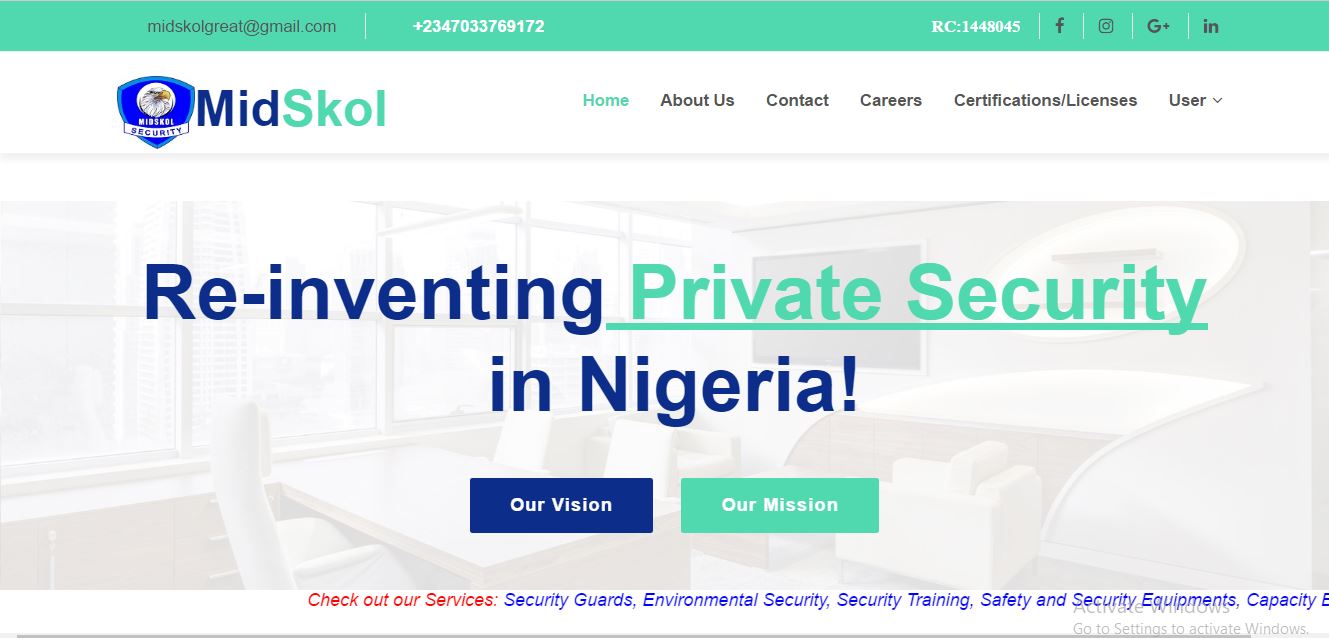 midskolgreat@gmail.com +2347033769172 RC:1448045
MIDSKOL
SECURITY
MidSkol
Home About Us Contact Careers Certifications/Licenses User
Re-inventing Private Security
in Nigeria!
Our Vision Our Mission
Check out our Services: Security Guards, Environmental Security, Security Training, Safety and Security Equipments, Capacity
Activate Windows
Go to Settings to activate Windows.